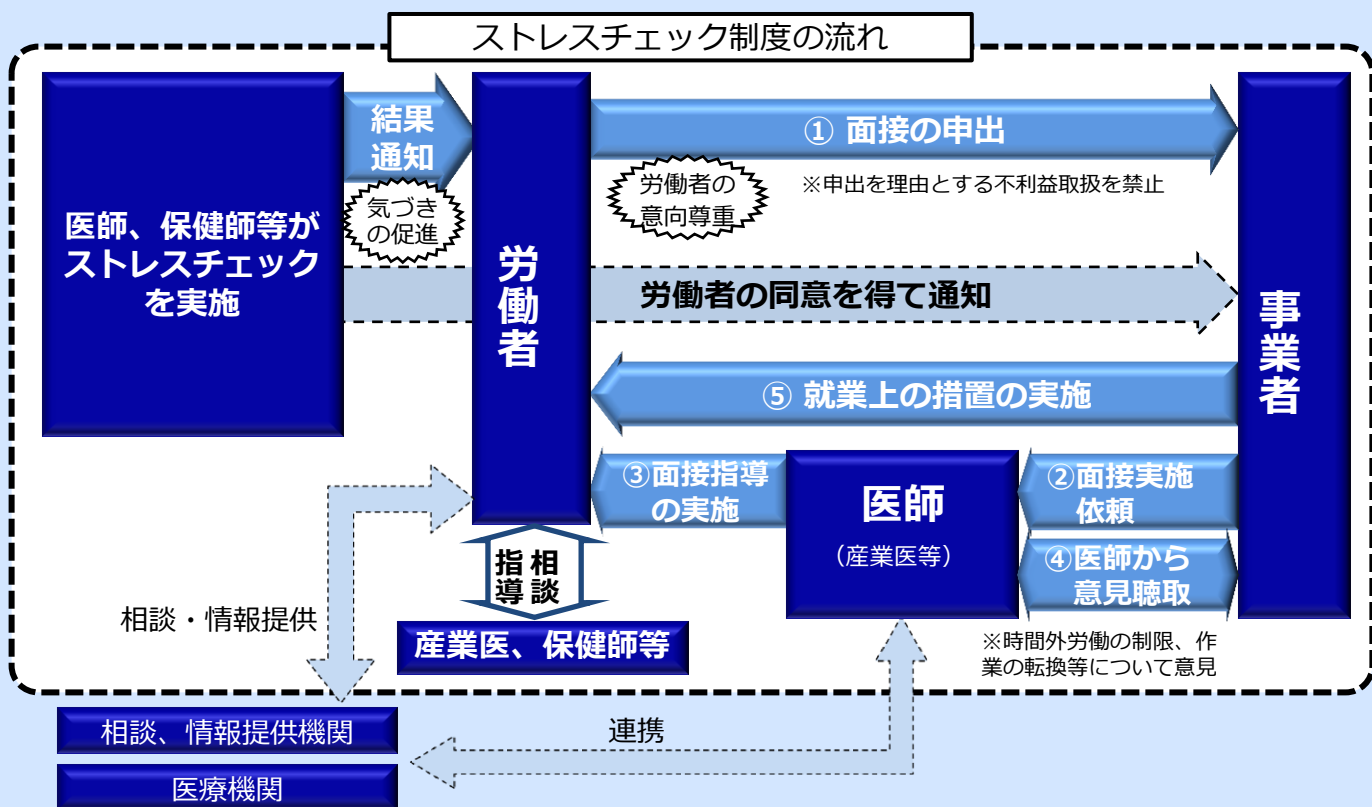 ストレスチェック制度の流れ
医師、保健師等が
ストレスチェック
を実施
結果
通知
気づき
の促進
労働者
① 面接の申出
労働者の
意向尊重
※申出を理由とする不利益取扱を禁止
労働者の同意を得て通知
事業者
⑤ 就業上の措置の実施
③面接指導
の実施
医師
（産業医等）
②面接実施
依頼
④医師から
意見聴取
※時間外労働の制限、作
業の転換等について意見
相談
指導
産業医、保健師等
相談・情報提供
相談、情報提供機関
医療機関
連携